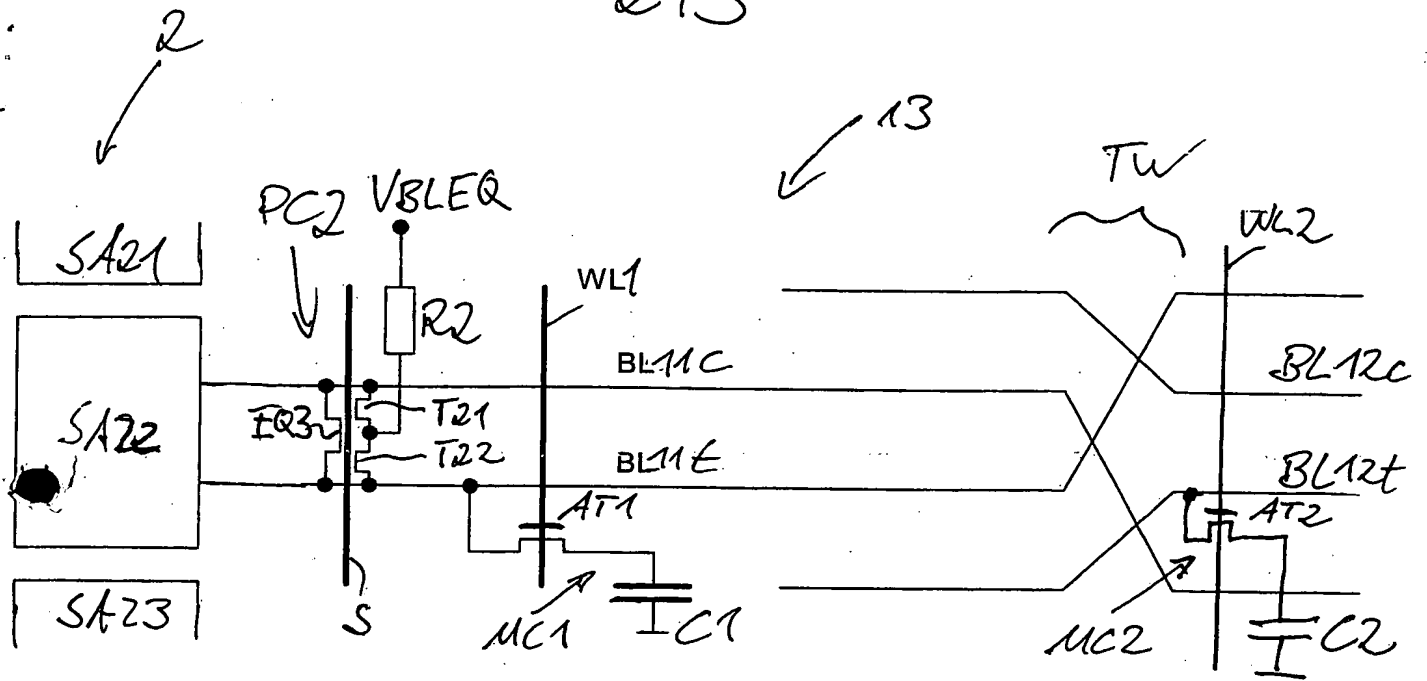 2
13
TW
PC2
VBLEQ
WL2
SA21
WL1
R2
BL11c
BL12c
EQ3
T21
SA22
T22
BL11t
BL12t
AT1
AT2
SA23
S
MC1
C1
MC2
C2